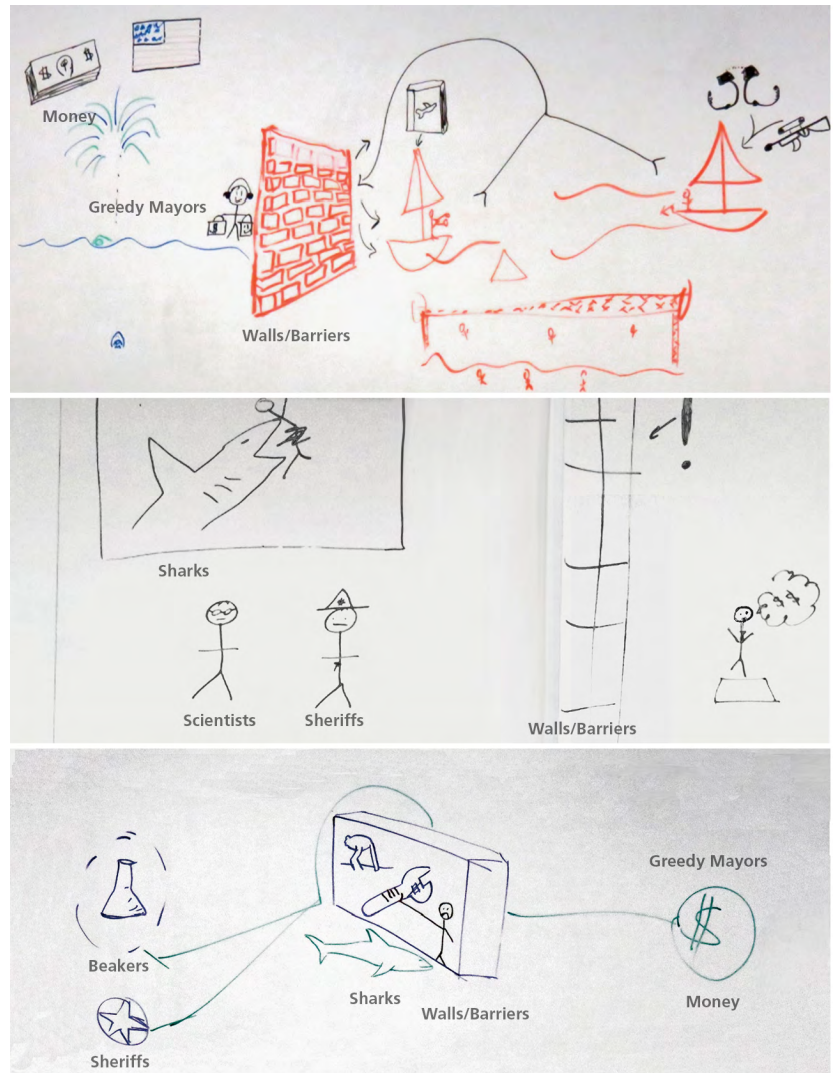 $ $
Money
Greedy Mayors
Walls/Barriers
!
Sharks
$$
Scientists
Sheriffs
Walls/Barriers
Greedy Mayors
$
Beakers
Sharks
Walls/Barriers
Money
Sheriffs